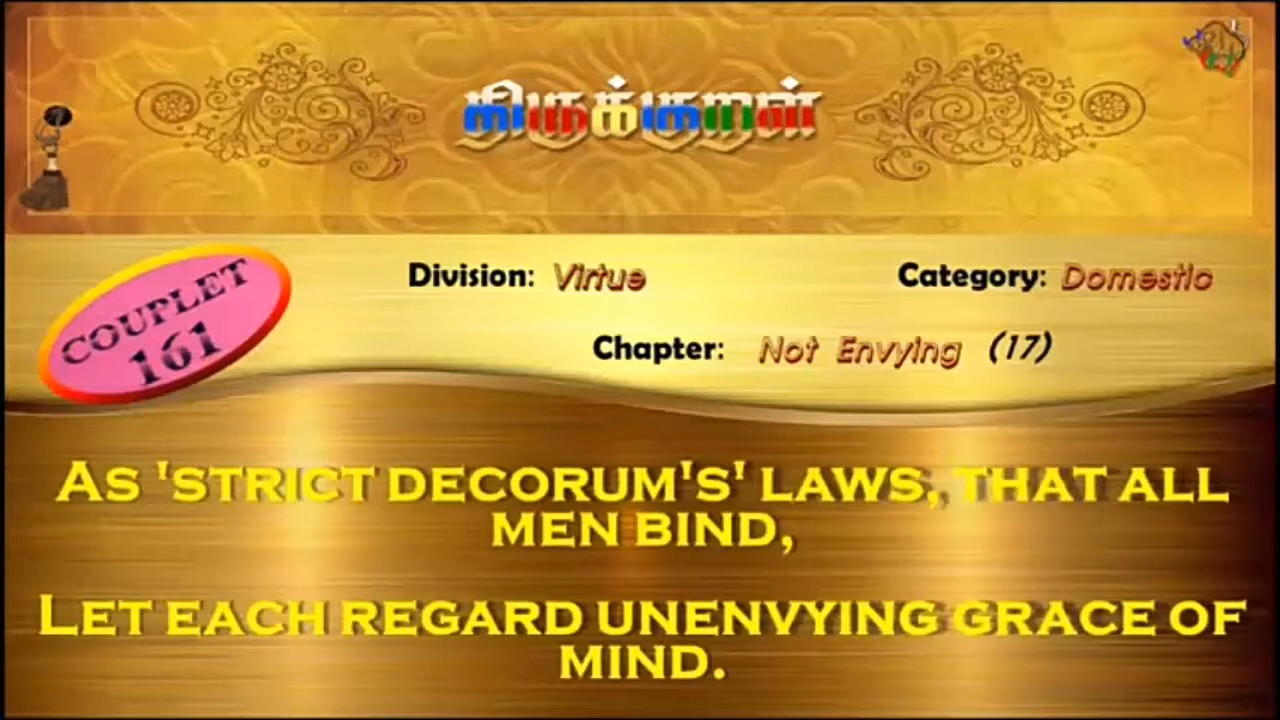 திருக்குறள்
COUPLET
161
Division: Virtue
Category: Domestic
Chapter: Not Envying (17)
AS 'STRICT DECORUM'S' LAWS, THAT ALL
MEN BIND,
LET EACH REGARD UNENVYING GRACE OF
MIND.